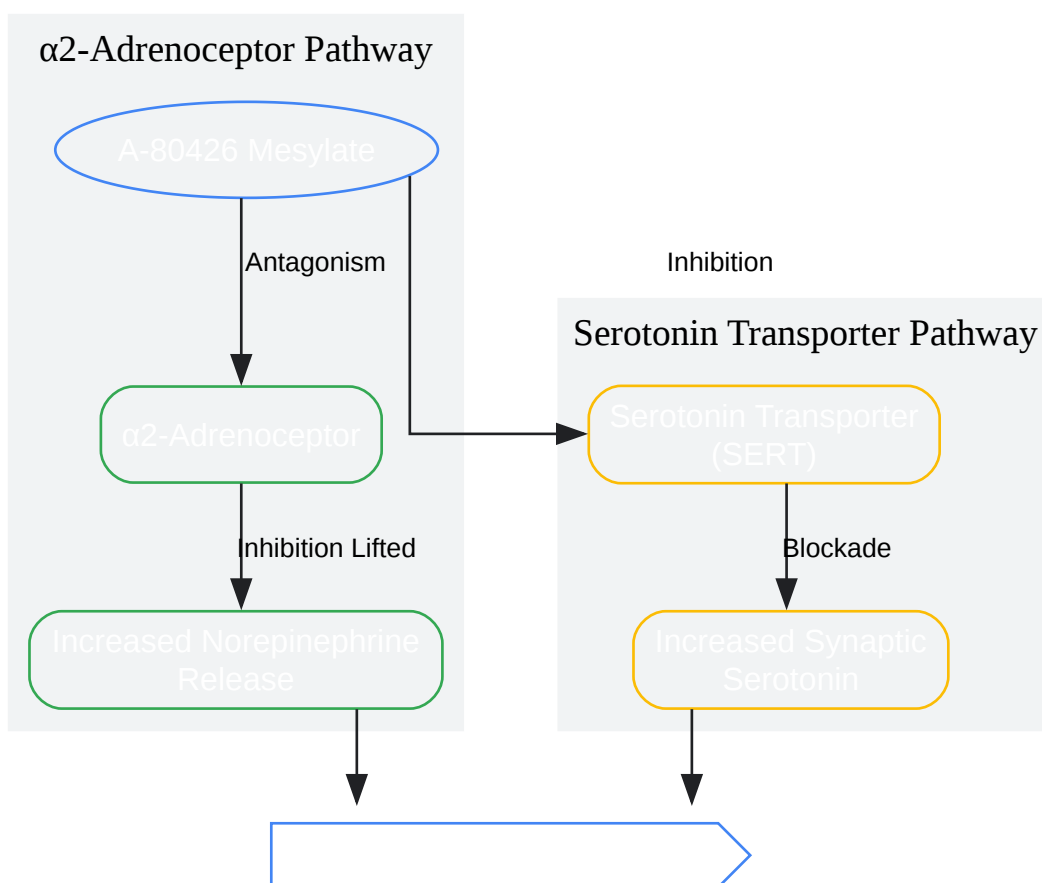 α2-Adrenoceptor Pathway
A-80426 Mesylate
Antagonism
Inhibition
Serotonin Transporter Pathway
α2-Adrenoceptor
Serotonin Transporter
(SERT)
Inhibition Lifted
Blockade
Increased Norepinephrine
Release
Increased Synaptic
Serotonin